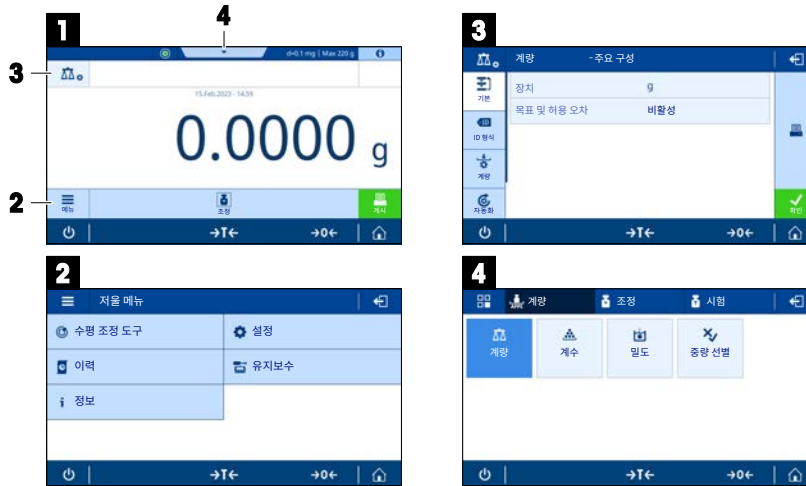 4
1
d=0.1 mg | Max 220 g
3
15.Feb.2023 - 14.59
0.0000 g
2
메뉴
조정
게시
→T←
→0←
3
계량 -주요 구성
기본
장치 g
목표 및 허용 오차 비활성
ID
ID 형식
계량
자동화
확인
→T←
→0←
2
저울 메뉴
수평 조정 도구
설정
이력
유지보수
정보
→T←
→0←
4
계량
조정
시험
계량
계수
밀도
중량 선별
→T←
→0←